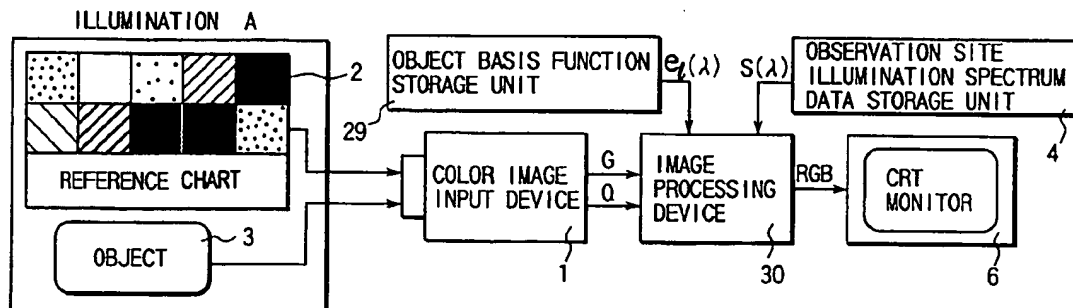 ILLUMINATION A
2
REFERENCE CHART
3
OBJECT
OBJECT BASIS FUNCTION
STORAGE UNIT
29
eℓ(λ)
S(λ)
OBSERVATION SITE
ILLUMINATION SPECTRUM
DATA STORAGE UNIT
4
COLOR IMAGE
INPUT DEVICE
1
G
Q
IMAGE
PROCESSING
DEVICE
30
RGB
CRT
MONITOR
6